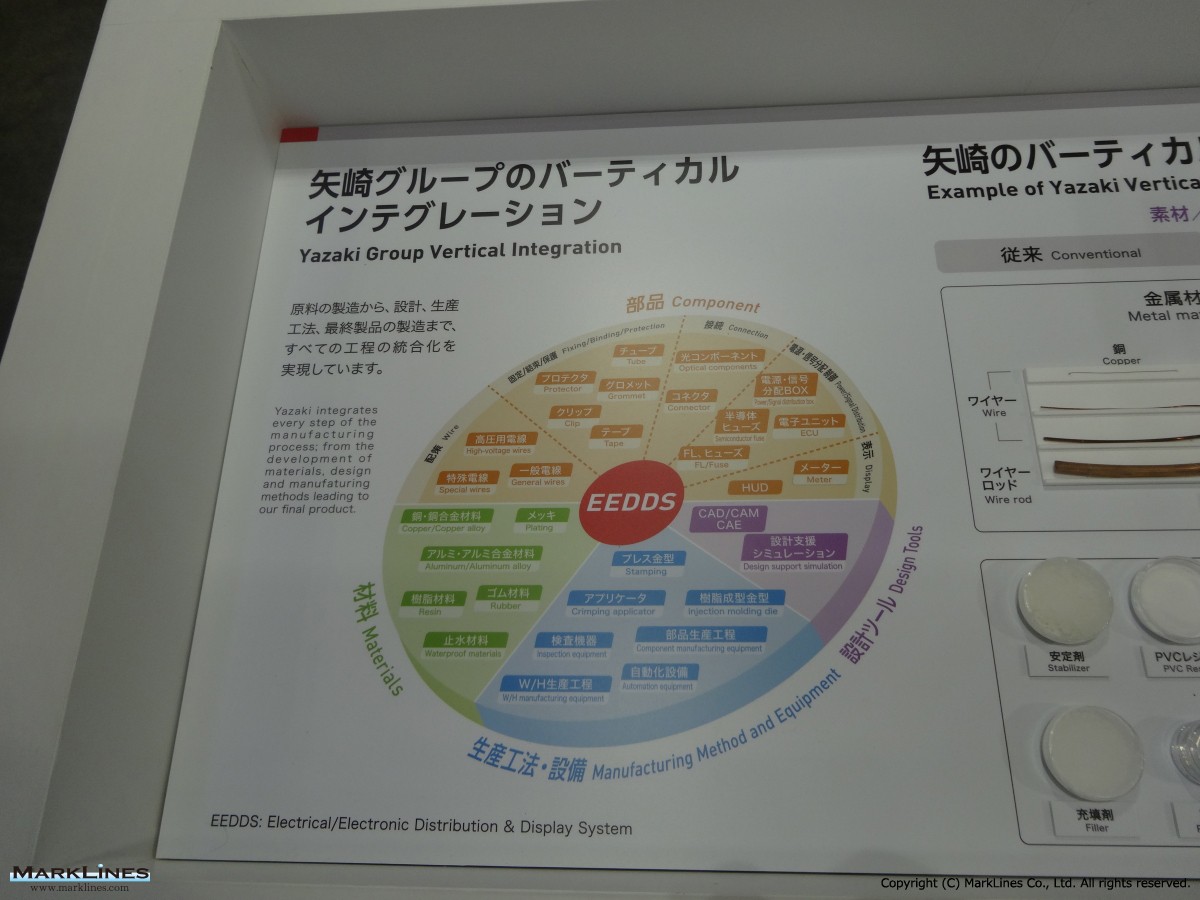 矢崎グループのバーティカル
インテグレーション
Yazaki Group Vertical Integration
原料の製造から、設計、生産
工法、最終製品の製造まで、
すべての工程の統合化を
実現しています。
Yazaki integrates
every step of the
manufacturing
process; from the
development of
materials, design
and manufaturing
methods leading to
our final product.
部品 Component
固定/結束/保護 Fixing/Binding/Protection
接続 Connection
電源・信号分配制御 Power/Signal Distribution
表示 Display
配策 Wire
チューブ
Tube
プロテクタ
Protector
グロメット
Grommet
クリップ
Clip
テープ
Tape
光コンポーネント
Optical components
コネクタ
Connector
電源・信号
分配BOX
Power/Signal distribution box
半導体
ヒューズ
Semiconductor fuse
電子ユニット
ECU
FL、ヒューズ
FL/Fuse
メーター
Meter
HUD
高圧用電線
High-voltage wires
特殊電線
Special wires
一般電線
General wires
EEDDS
銅・銅合金材料
Copper/Copper alloy
メッキ
Plating
アルミ・アルミ合金材料
Aluminum/Aluminum alloy
樹脂材料
Resin
ゴム材料
Rubber
止水材料
Waterproof materials
材料 Materials
CAD/CAM
CAE
設計支援
シミュレーション
Design support simulation
設計ツール Design Tools
プレス金型
Stamping
アプリケータ
Crimping applicator
樹脂成型金型
Injection molding die
検査機器
Inspection equipment
部品生産工程
Component manufacturing equipment
自動化設備
Automation equipment
W/H生産工程
W/H manufacturing equipment
生産工法・設備 Manufacturing Method and Equipment
EEDDS: Electrical/Electronic Distribution & Display System
矢崎のバーティカ
Example of Yazaki Vertica
素材/
従来 Conventional
金属材
Metal ma
銅
Copper
ワイヤー
Wire
ワイヤー
ロッド
Wire rod
安定剤
Stabilizer
PVCレジ
PVC Re
充填剤
Filler
MARKLINES
www.marklines.com
Copyright (C) MarkLines Co., Ltd. All rights reserved.